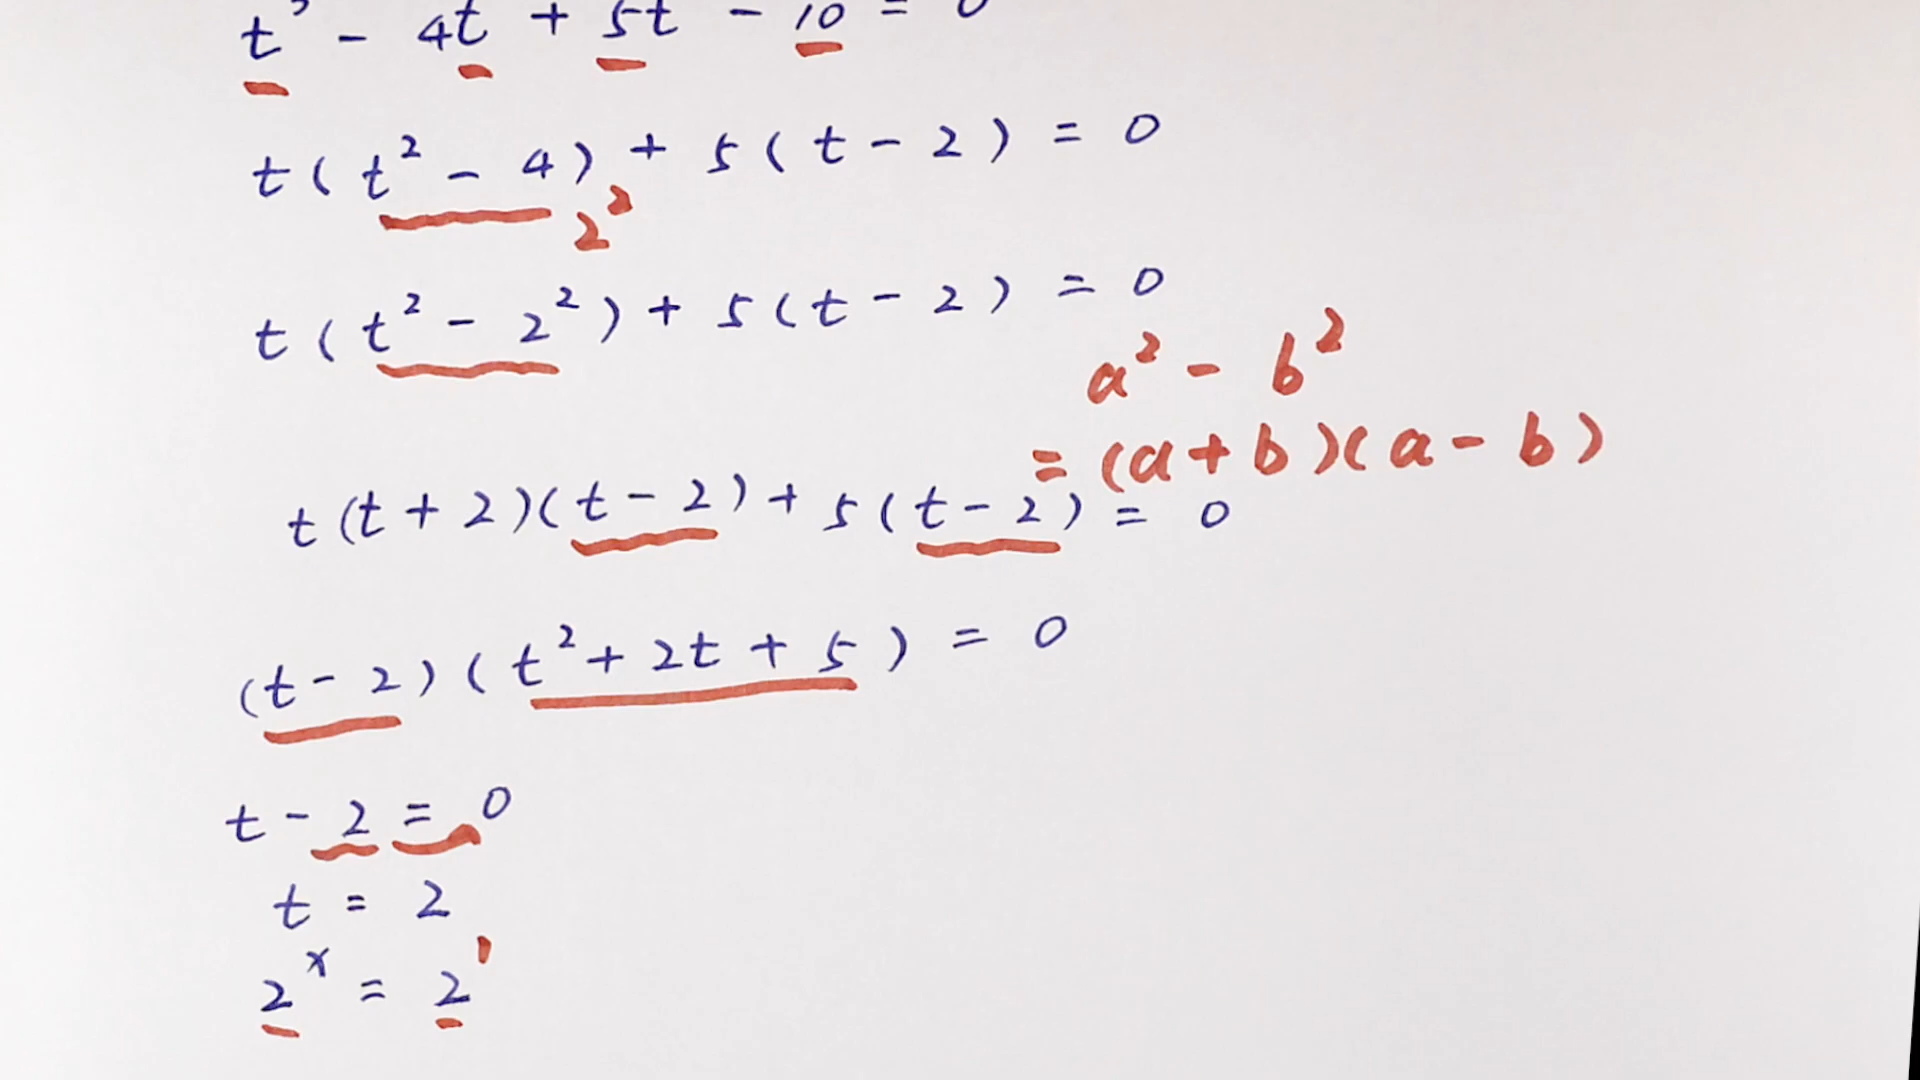 t³ - 4t + 5t - 10 = 0
t(t² - 4) + 5(t - 2) = 0
2²
t(t² - 2²) + 5(t - 2) = 0
a² - b²
= (a + b)(a - b)
t(t + 2)(t - 2) + 5(t - 2) = 0
(t - 2)(t² + 2t + 5) = 0
t - 2 = 0
t = 2
2ˣ = 2¹